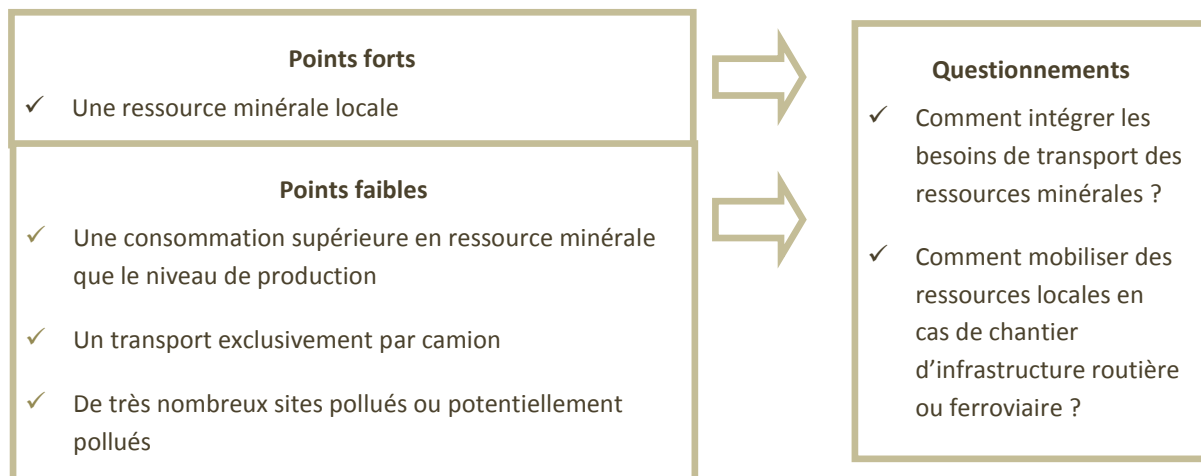 Points forts
✓ Une ressource minérale locale
Points faibles
✓ Une consommation supérieure en ressource minérale
que le niveau de production
✓ Un transport exclusivement par camion
✓ De très nombreux sites pollués ou potentiellement
pollués
Questionnements
✓ Comment intégrer les
besoins de transport des
ressources minérales ?
✓ Comment mobiliser des
ressources locales en
cas de chantier
d’infrastructure routière
ou ferroviaire ?